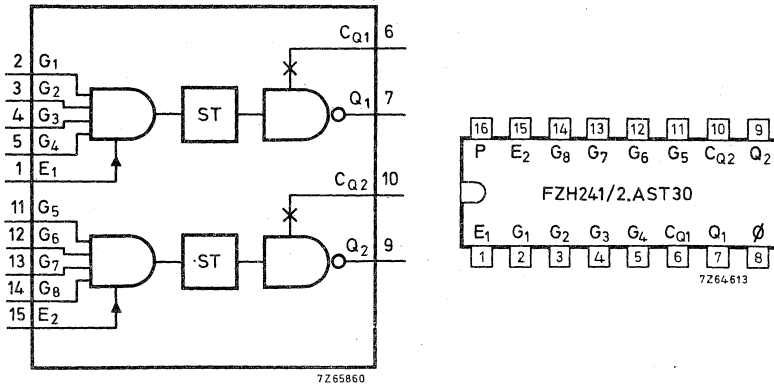 CQ1 6
2 G1
3 G2
4 G3
5 G4
1 E1
ST
Q1 7
CQ2 10
11 G5
12 G6
13 G7
14 G8
15 E2
ST
Q2 9
7Z65860
16 15 14 13 12 11 10 9
P E2 G8 G7 G6 G5 CQ2 Q2
FZH241/2.AST30
E1 G1 G2 G3 G4 CQ1 Q1 Ø
1 2 3 4 5 6 7 8
7Z64613